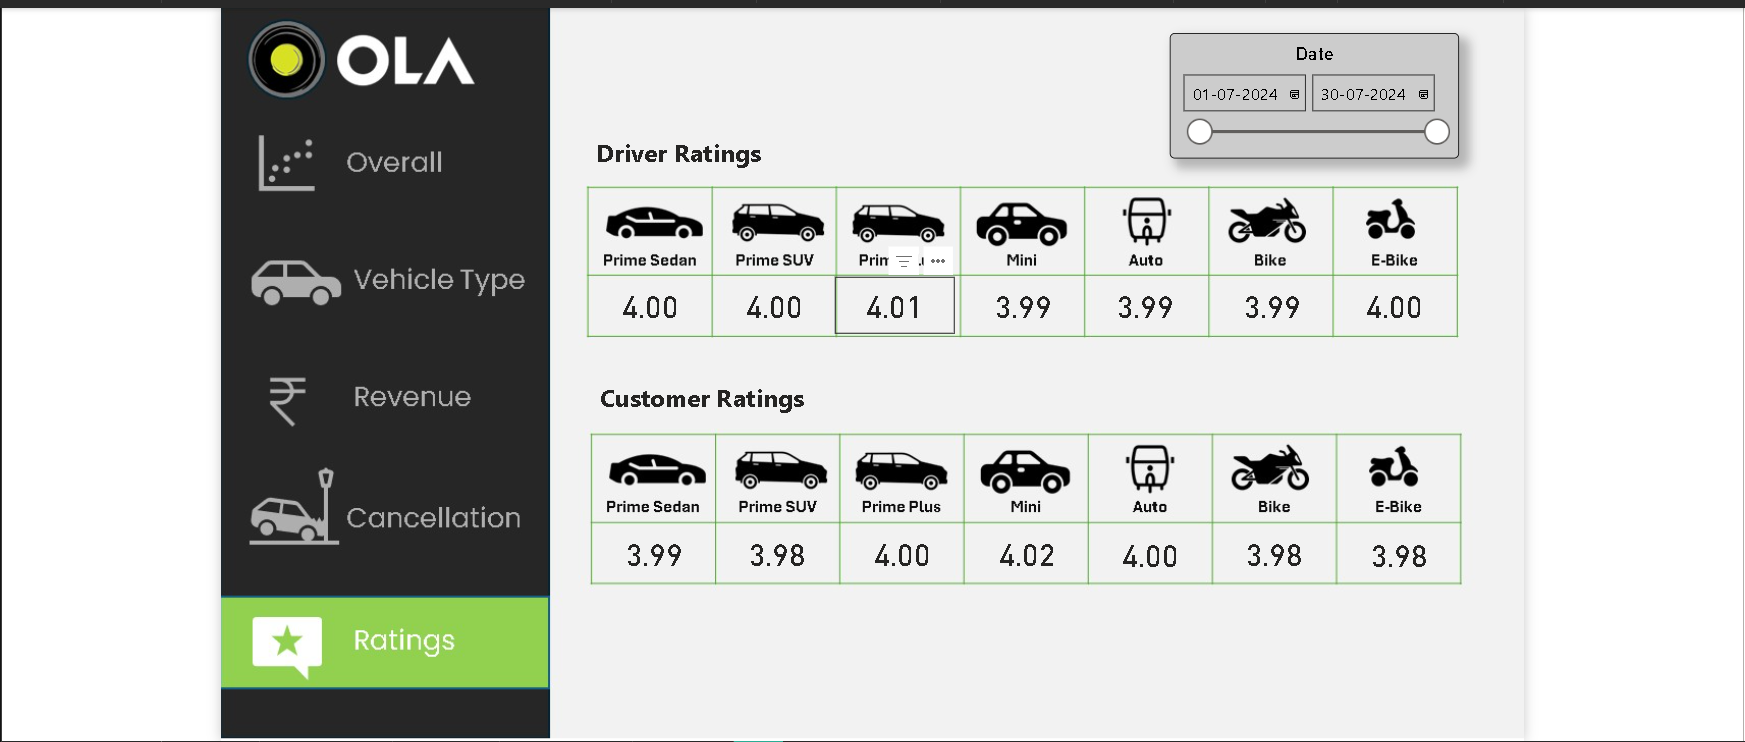 OLA
Overall
Vehicle Type
Revenue
Cancellation
Ratings
Date
01-07-2024 30-07-2024
Driver Ratings
Prime Sedan Prime SUV Mini Auto Bike E-Bike
4.00 4.00 4.01 3.99 3.99 3.99 4.00
Customer Ratings
Prime Sedan Prime SUV Prime Plus Mini Auto Bike E-Bike
3.99 3.98 4.00 4.02 4.00 3.98 3.98